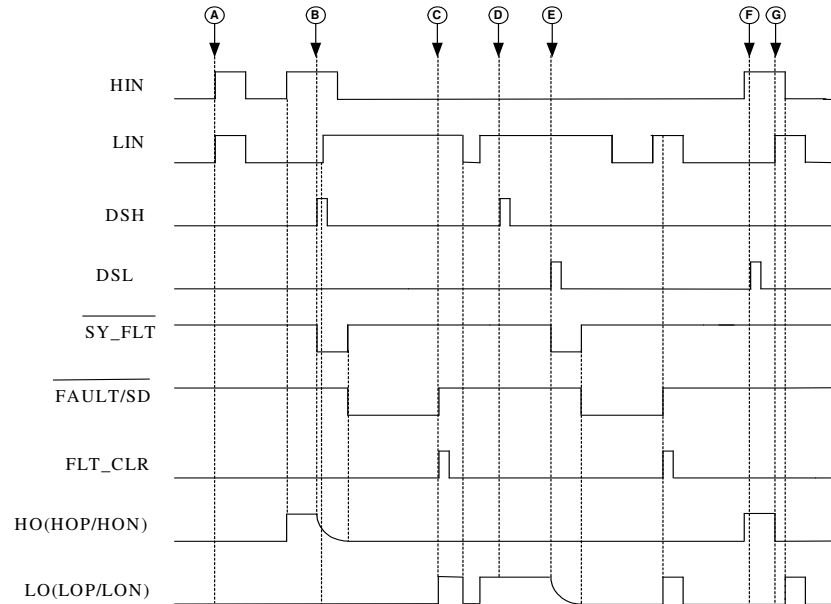 A B C D E F G
HIN
LIN
DSH
DSL
SY_FLT
FAULT/SD
FLT_CLR
HO(HOP/HON)
LO(LOP/LON)